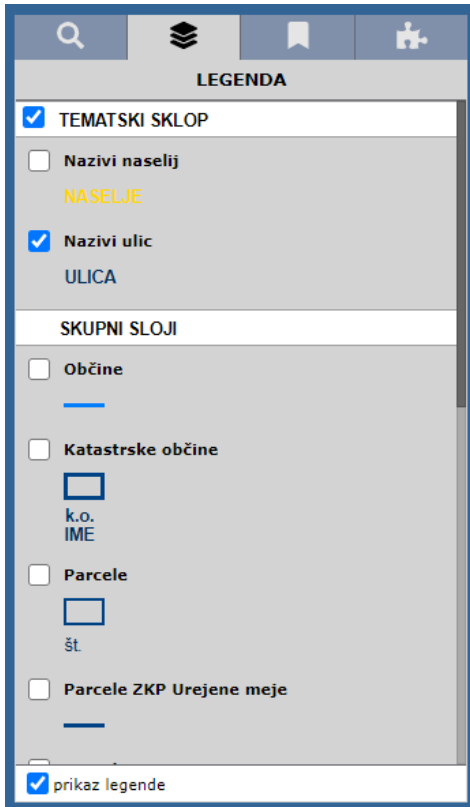 LEGENDA
TEMATSKI SKLOP
Nazivi naselij
NASELJE
Nazivi ulic
ULICA
SKUPNI SLOJI
Občine
Katastrske občine
k.o.
IME
Parcele
št.
Parcele ZKP Urejene meje
prikaz legende